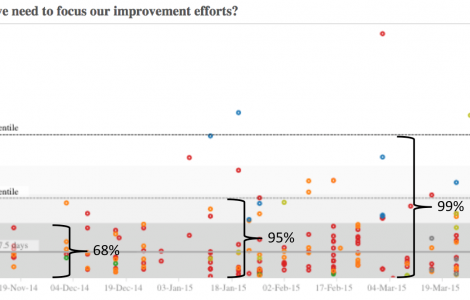 ve need to focus our improvement efforts?
entile
99%
entile
95%
7.5 days
68%
19-Nov-14 04-Dec-14 19-Dec-14 03-Jan-15 18-Jan-15 02-Feb-15 17-Feb-15 04-Mar-15 19-Mar-15